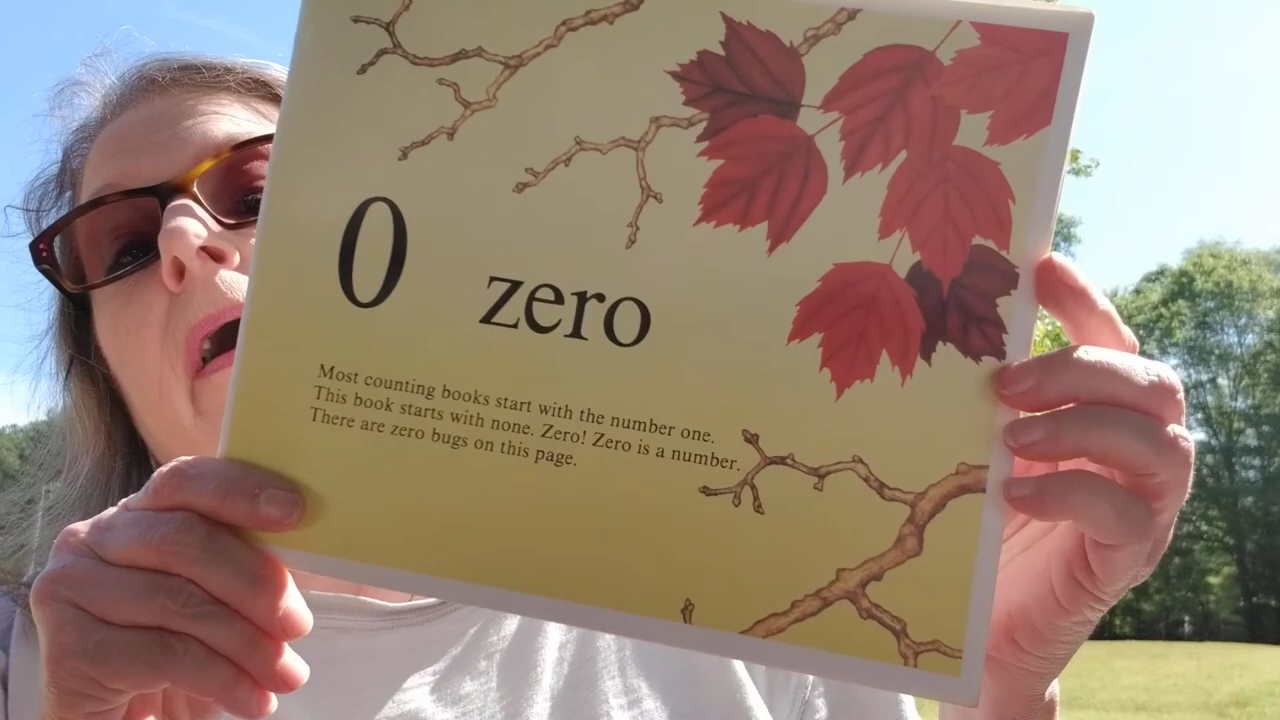 0 zero
Most counting books start with the number one.
This book starts with none. Zero! Zero is a number.
There are zero bugs on this page.